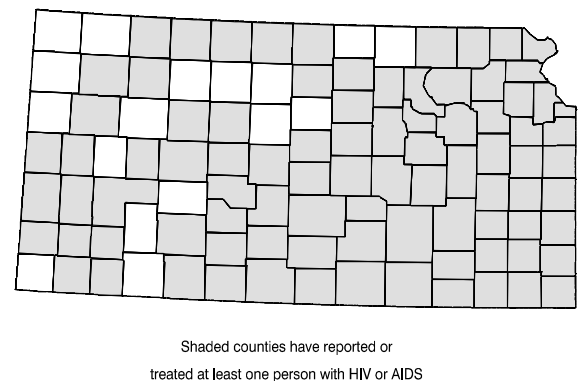 Shaded counties have reported or
treated at least one person with HIV or AIDS